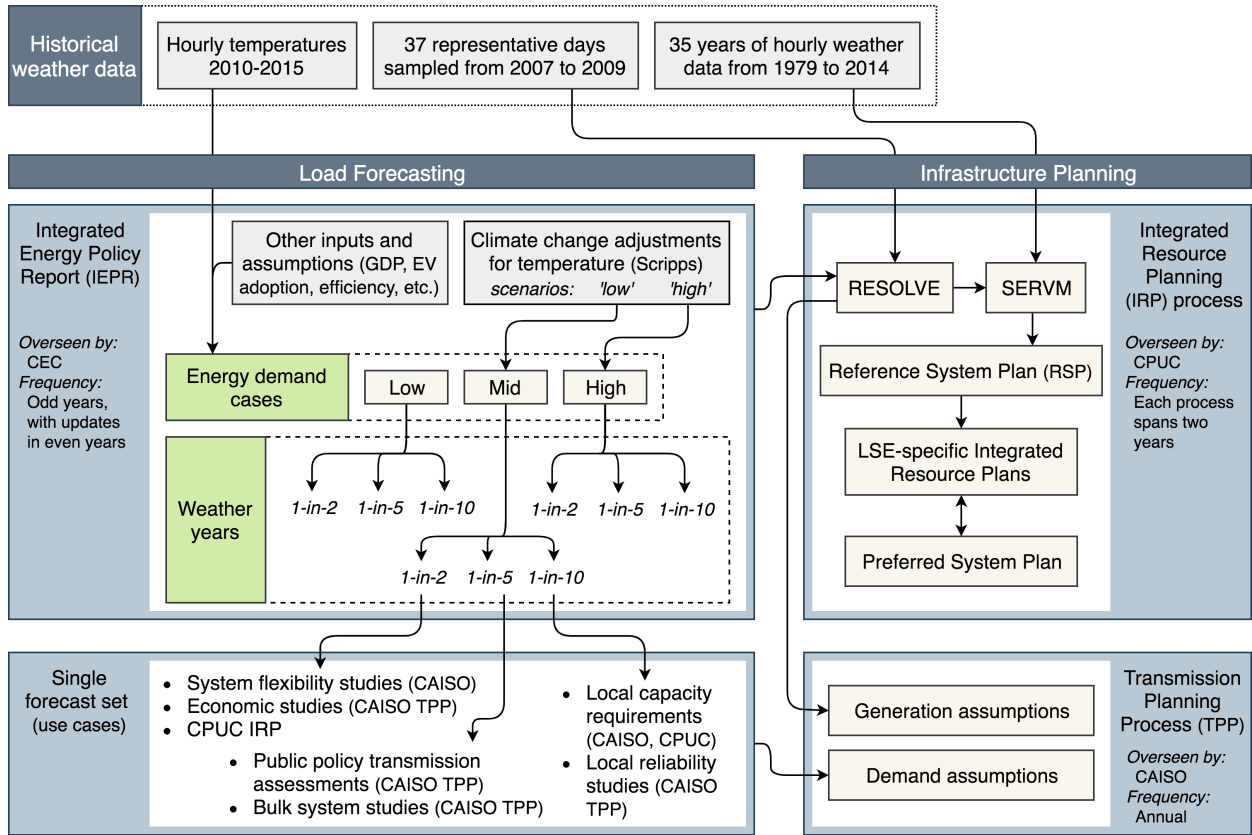 Historical
weather data
Hourly temperatures
2010-2015
37 representative days
sampled from 2007 to 2009
35 years of hourly weather
data from 1979 to 2014
Load Forecasting
Infrastructure Planning
Integrated
Energy Policy
Report (IEPR)
Overseen by:
CEC
Frequency:
Odd years,
with updates
in even years
Other inputs and
assumptions (GDP, EV
adoption, efficiency, etc.)
Climate change adjustments
for temperature (Scripps)
scenarios: 'low' 'high'
Energy demand
cases
Low
Mid
High
Weather
years
1-in-2 1-in-5 1-in-10
1-in-2 1-in-5 1-in-10
1-in-2 1-in-5 1-in-10
RESOLVE
SERVM
Reference System Plan (RSP)
LSE-specific Integrated
Resource Plans
Preferred System Plan
Integrated
Resource
Planning
(IRP) process
Overseen by:
CPUC
Frequency:
Each process
spans two
years
Single
forecast set
(use cases)
• System flexibility studies (CAISO)
• Economic studies (CAISO TPP)
• CPUC IRP
• Public policy transmission
assessments (CAISO TPP)
• Bulk system studies (CAISO TPP)
• Local capacity
requirements
(CAISO, CPUC)
• Local reliability
studies (CAISO
TPP)
Generation assumptions
Demand assumptions
Transmission
Planning
Process (TPP)
Overseen by:
CAISO
Frequency:
Annual